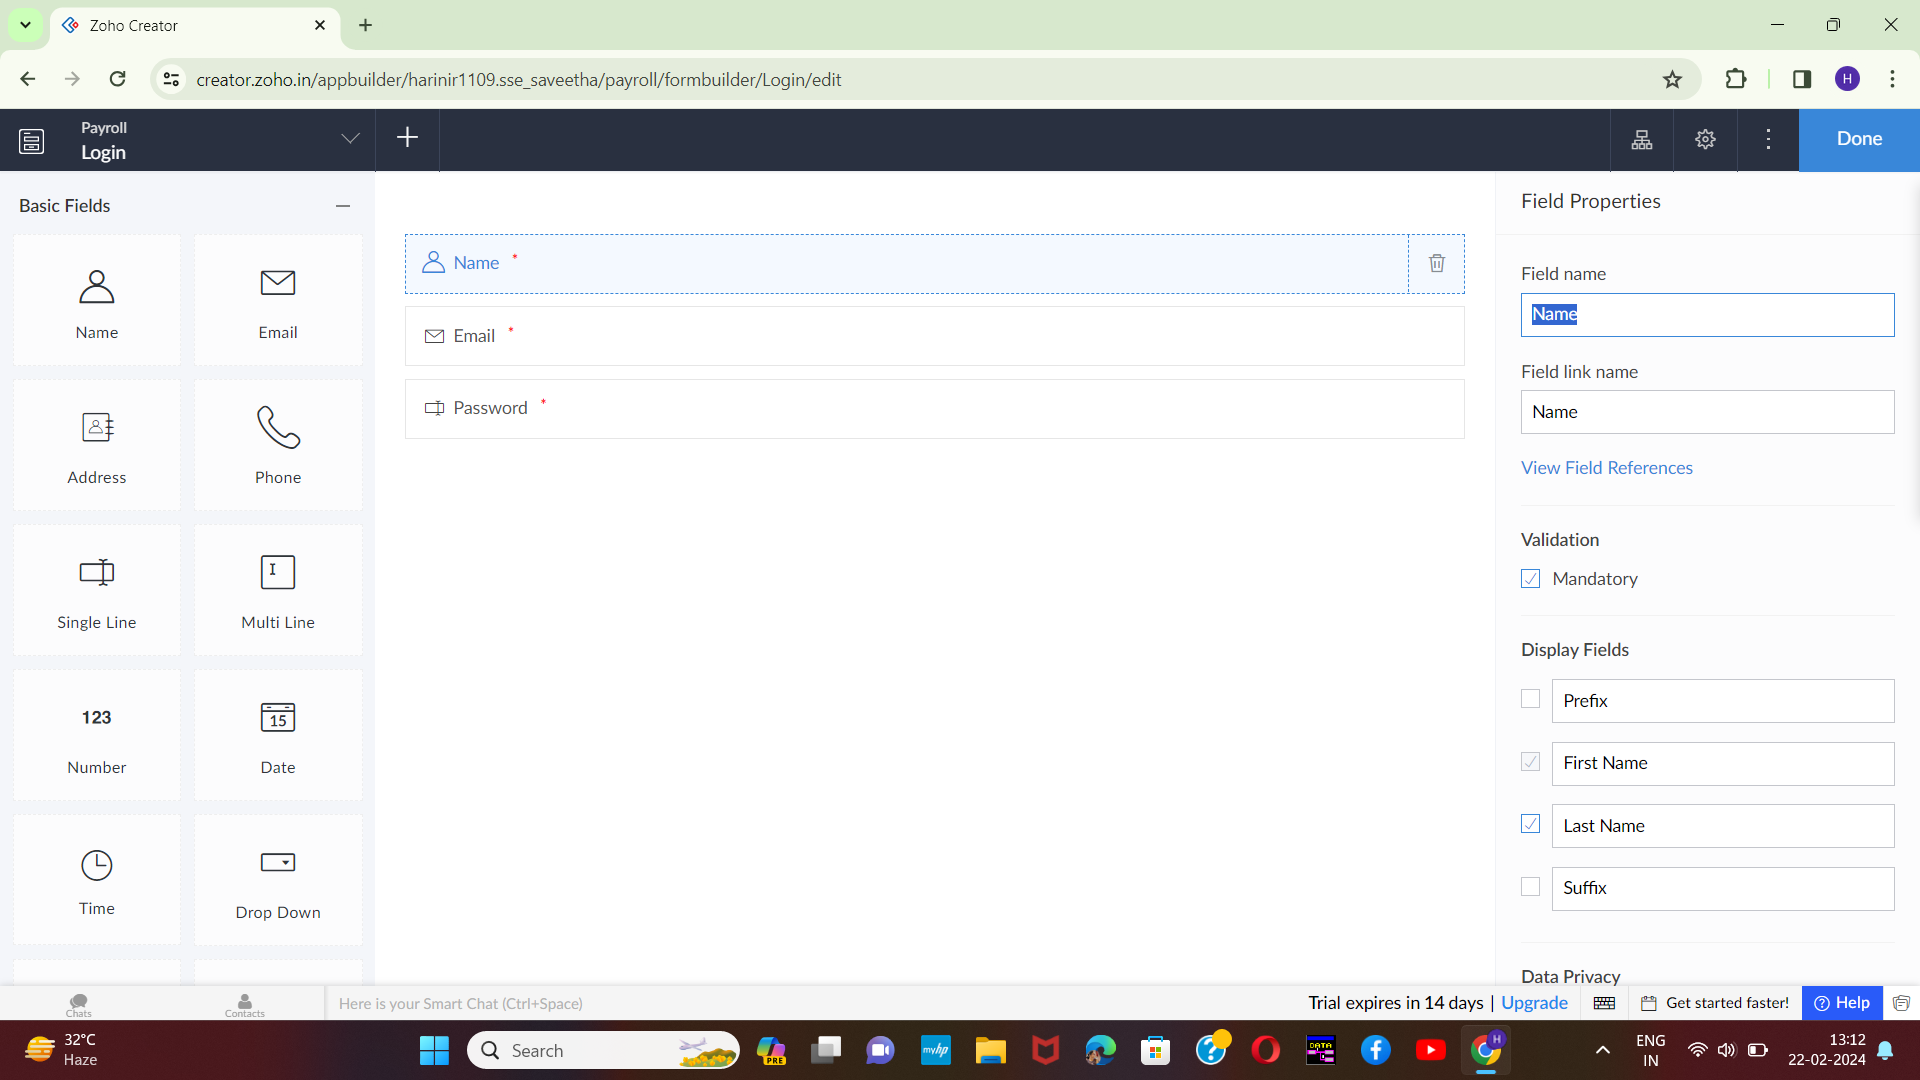 Zoho Creator
creator.zoho.in/appbuilder/harinir1109.sse_saveetha/payroll/formbuilder/Login/edit
H
Payroll
Login
Done
Basic Fields
Name
Email
Address
Phone
Single Line
Multi Line
123
Number
15
Date
Time
Drop Down
Name *
Email *
Password *
Field Properties
Field name
Name
Field link name
Name
View Field References
Validation
Mandatory
Display Fields
Prefix
First Name
Last Name
Suffix
Data Privacy
Chats
Contacts
Here is your Smart Chat (Ctrl+Space)
Trial expires in 14 days | Upgrade
Get started faster!
Help
32°C
Haze
Search
PRE
myhp
DATA
H
ENG
IN
13:12
22-02-2024